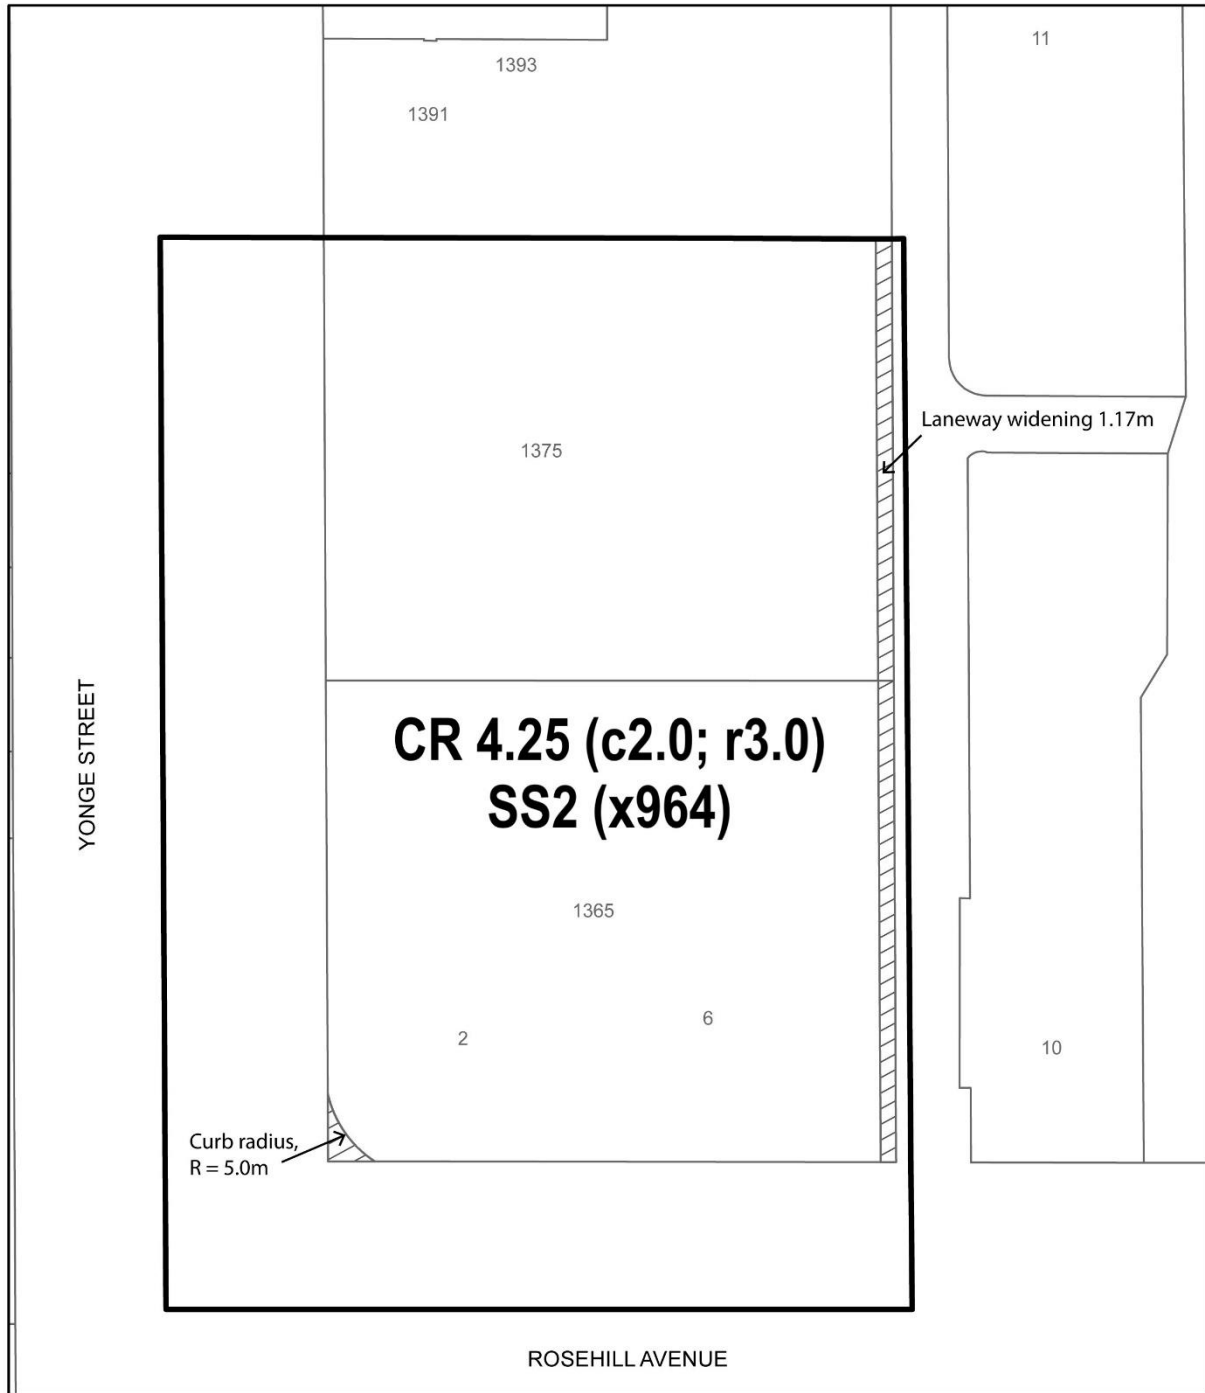 11
1393
1391
Laneway widening 1.17m
1375
YONGE STREET
CR 4.25 (c2.0; r3.0)
SS2 (x964)
1365
6
2
10
Curb radius,
R = 5.0m
ROSEHILL AVENUE